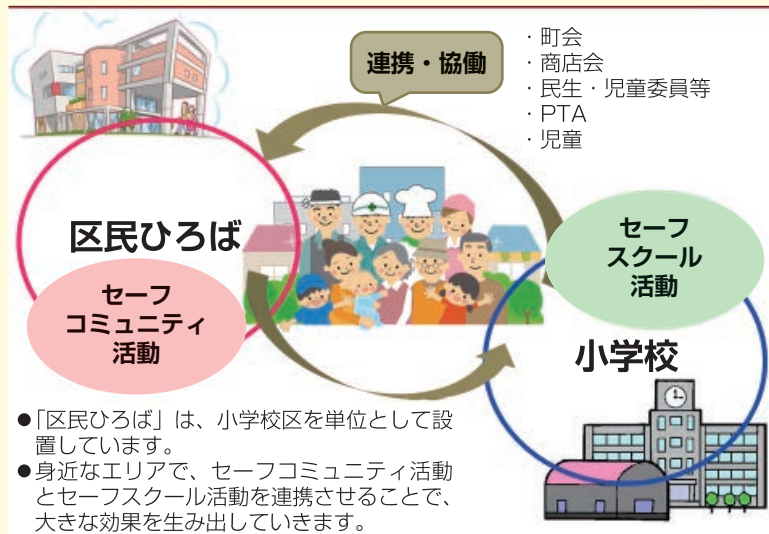 連携・協働
・町会
・商店会
・民生・児童委員等
・PTA
・児童
区民ひろば
セーフ
コミュニティ
活動
セーフ
スクール
活動
小学校
●「区民ひろば」は、小学校区を単位として設
置しています。
●身近なエリアで、セーフコミュニティ活動
とセーフスクール活動を連携させることで、
大きな効果を生み出していきます。